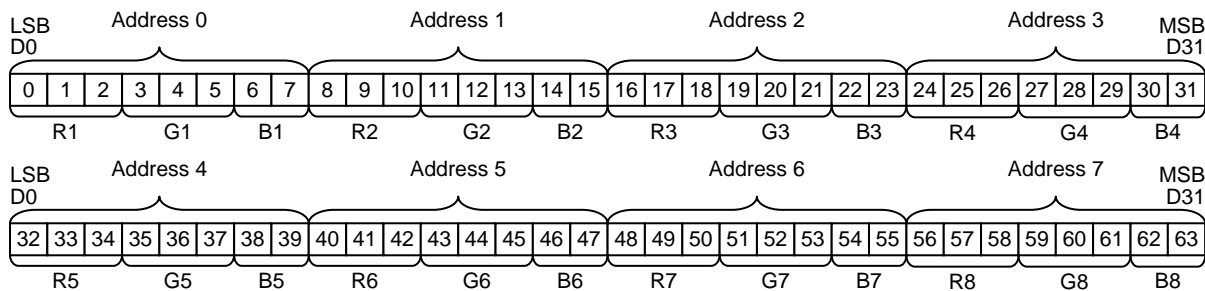 LSB Address 0 Address 1 Address 2 Address 3 MSB
D0 D31
0 1 2 3 4 5 6 7 8 9 10 11 12 13 14 15 16 17 18 19 20 21 22 23 24 25 26 27 28 29 30 31
R1 G1 B1 R2 G2 B2 R3 G3 B3 R4 G4 B4
LSB Address 4 Address 5 Address 6 Address 7 MSB
D0 D31
32 33 34 35 36 37 38 39 40 41 42 43 44 45 46 47 48 49 50 51 52 53 54 55 56 57 58 59 60 61 62 63
R5 G5 B5 R6 G6 B6 R7 G7 B7 R8 G8 B8